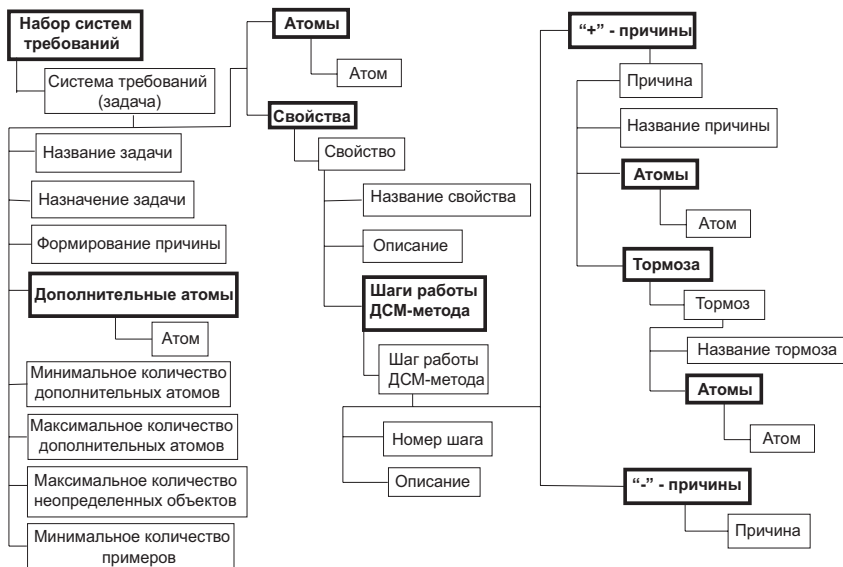 Набор систем
требований
Система требований
(задача)
Название задачи
Назначение задачи
Формирование причины
Дополнительные атомы
Атом
Минимальное количество
дополнительных атомов
Максимальное количество
дополнительных атомов
Максимальное количество
неопределенных объектов
Минимальное количество
примеров
Атомы
Атом
Свойства
Свойство
Название свойства
Описание
Шаги работы
ДСМ-метода
Шаг работы
ДСМ-метода
Номер шага
Описание
“+” - причины
Причина
Название причины
Атомы
Атом
Тормоза
Тормоз
Название тормоза
Атомы
Атом
“-” - причины
Причина